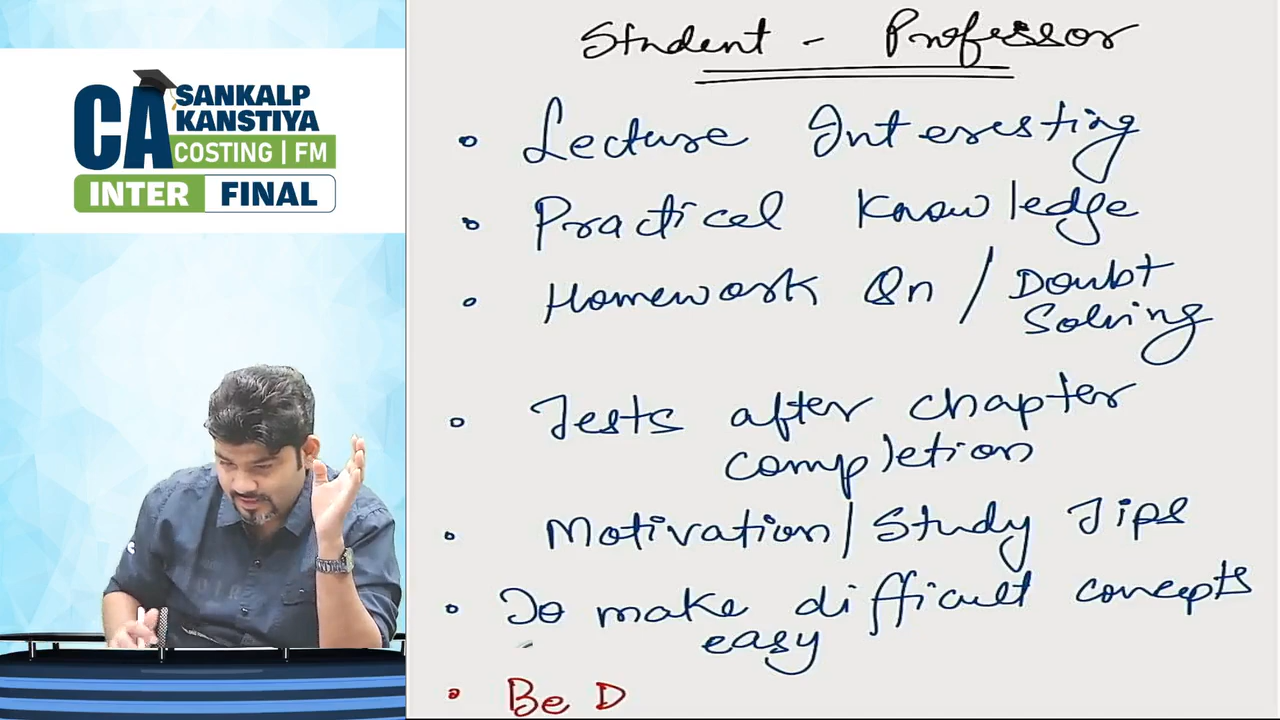 CA SANKALP
KANSTIYA
COSTING | FM
INTER FINAL
Student - Professor
• Lecture Interesting
• Practical Knowledge
• Homework Qn / Doubt
Solving
• Tests after chapter
completion
• Motivation / Study Tips
• To make difficult concepts
easy
• Be D